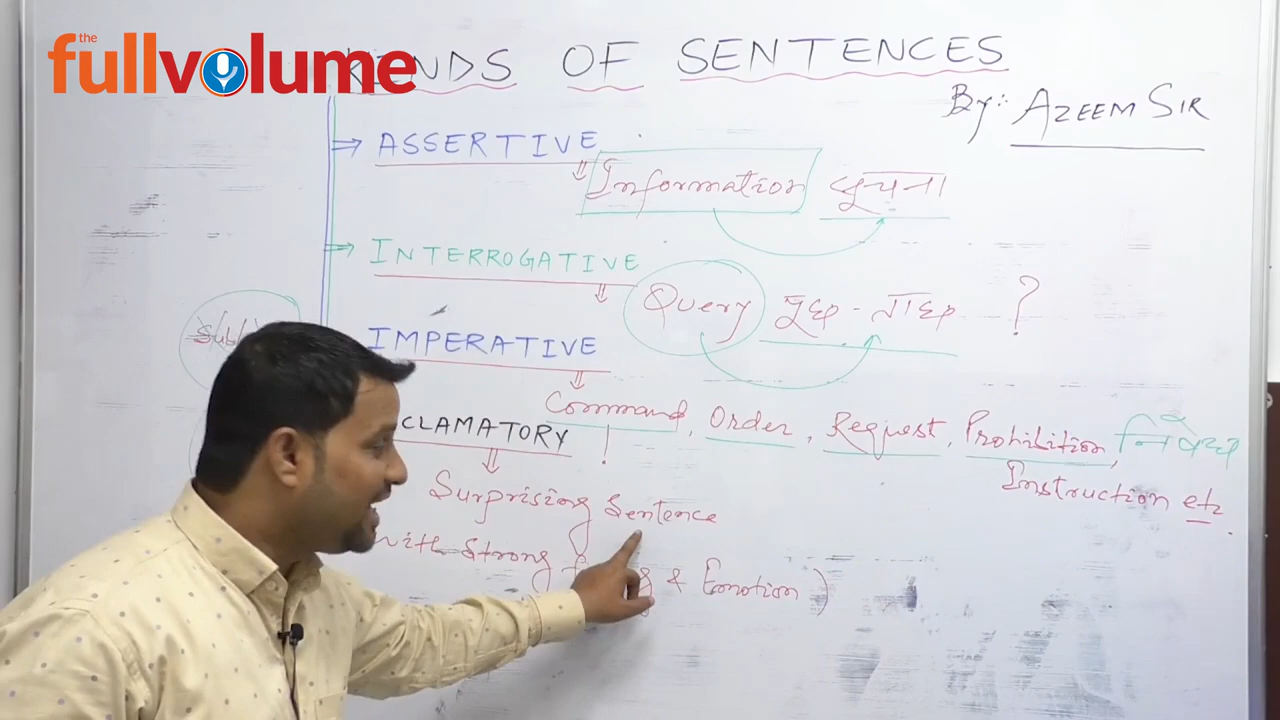 the
fullvolume
KINDS OF SENTENCES
By:- AZEEM SIR
⇒ ASSERTIVE
⇓ Information सूचना
⇒ INTERROGATIVE
⇓ Query पूछ - ताछ ?
IMPERATIVE
⇓
Command, Order, Request, Prohibition,
Instruction etc.
CLAMATORY !
⇓
Surprising Sentence
with Strong & Emotion)